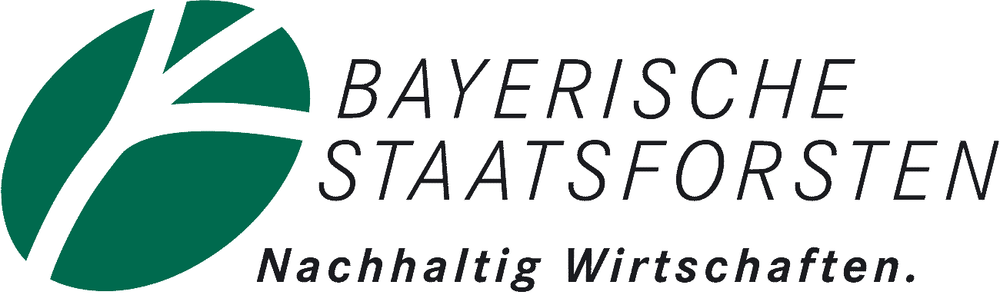 BAYERISCHE
STAATSFORSTEN
Nachhaltig Wirtschaften.